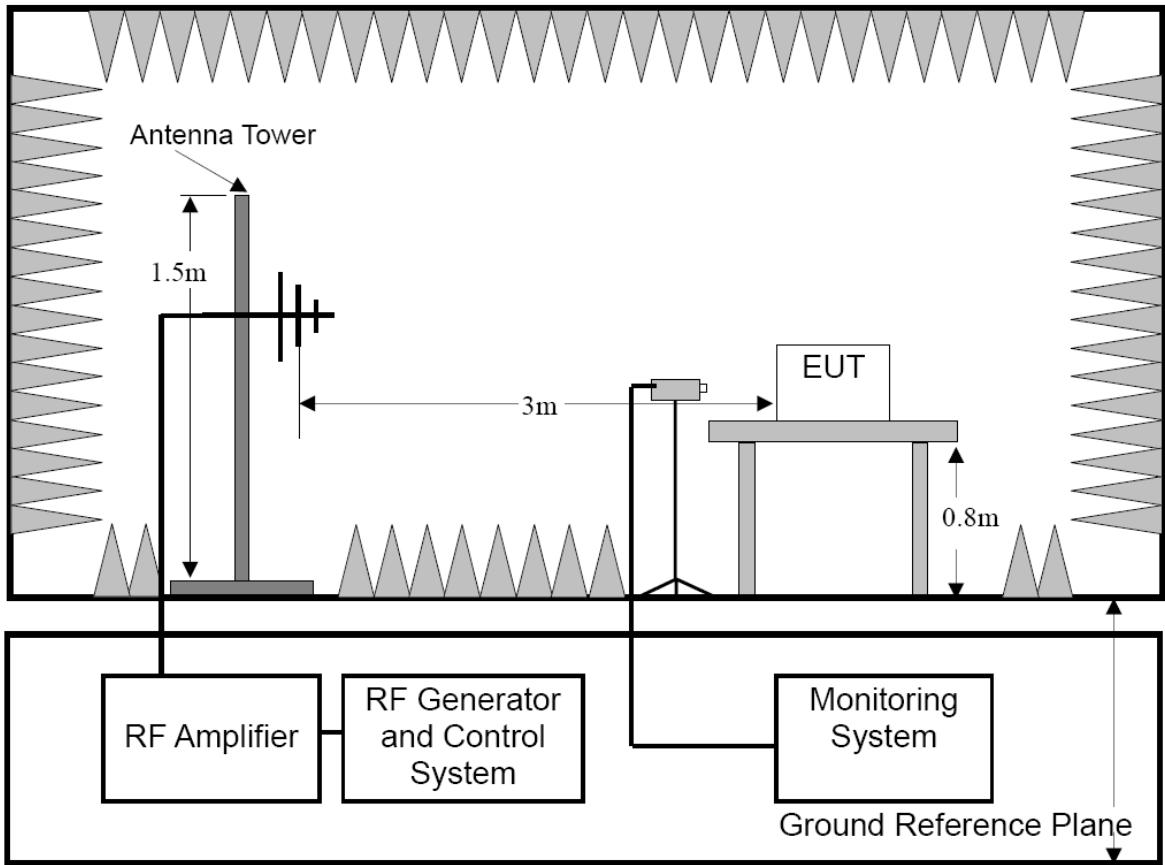 Antenna Tower
1.5m
EUT
3m
0.8m
RF Amplifier
RF Generator
and Control
System
Monitoring
System
Ground Reference Plane